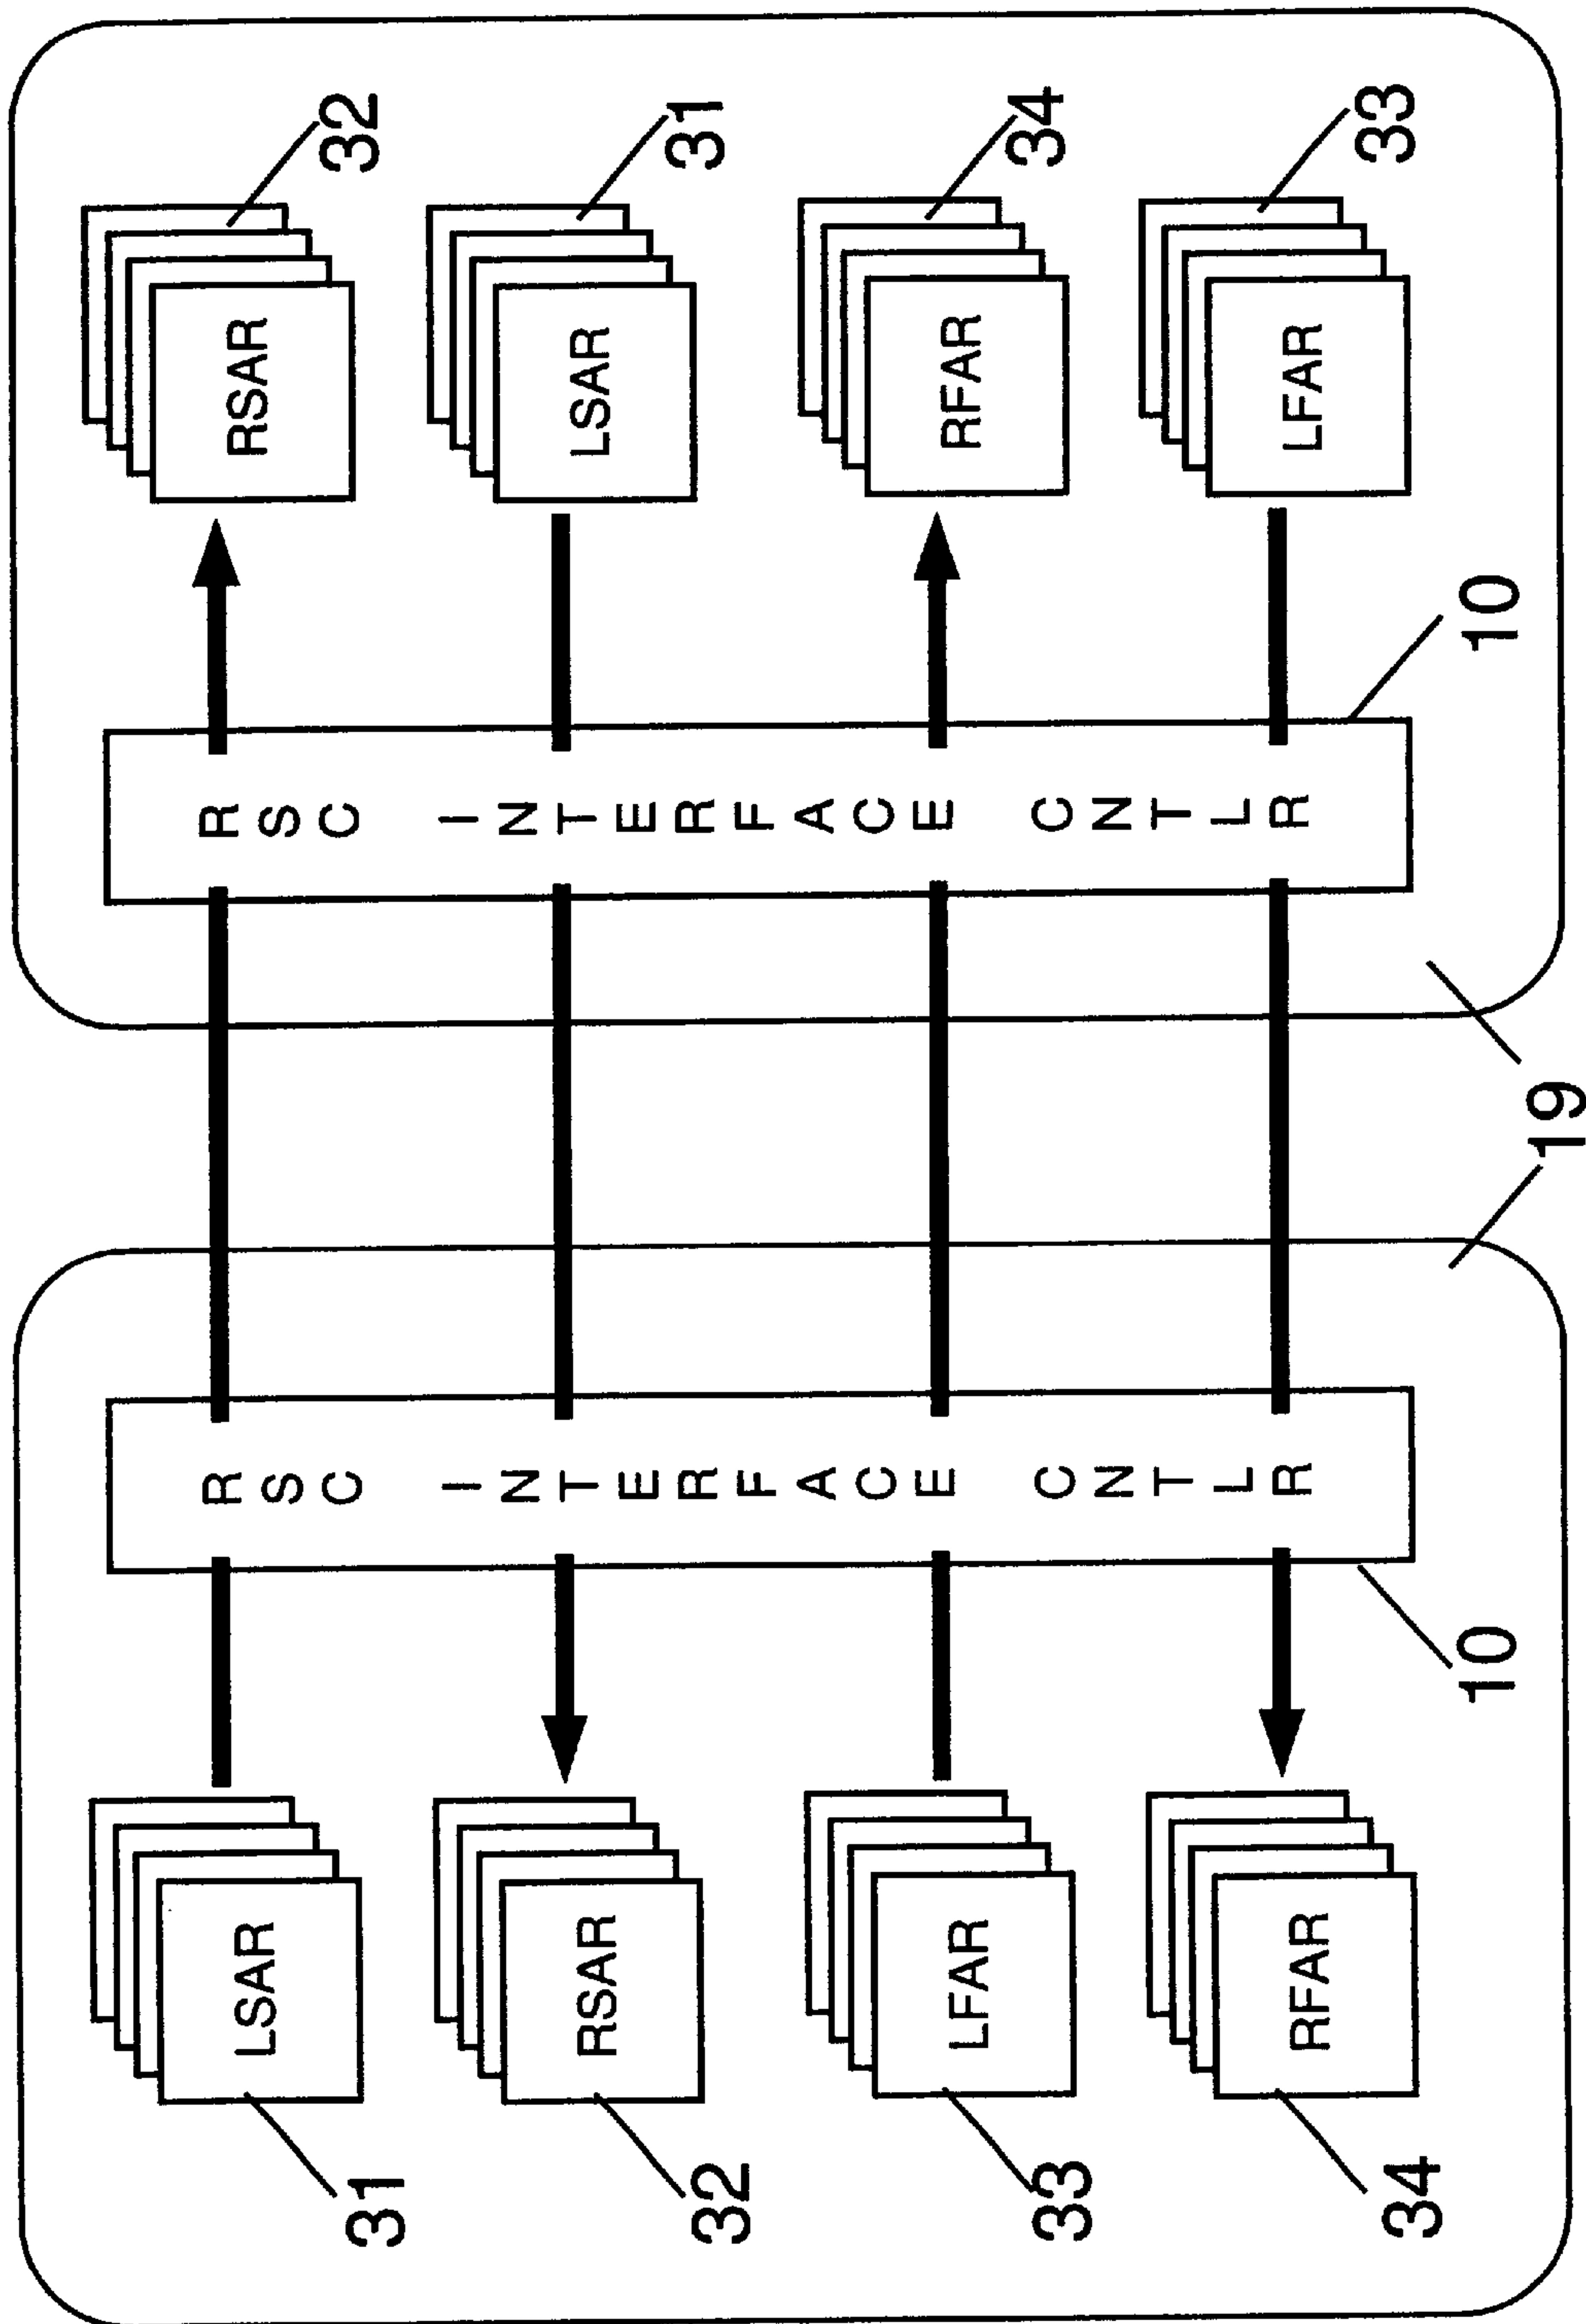 31
LSAR
32
RSAR
33
LFAR
34
RFAR
RSC INTERFACE CNTLR
10
19
RSC INTERFACE CNTLR
10
RSAR
32
LSAR
31
RFAR
34
LFAR
33